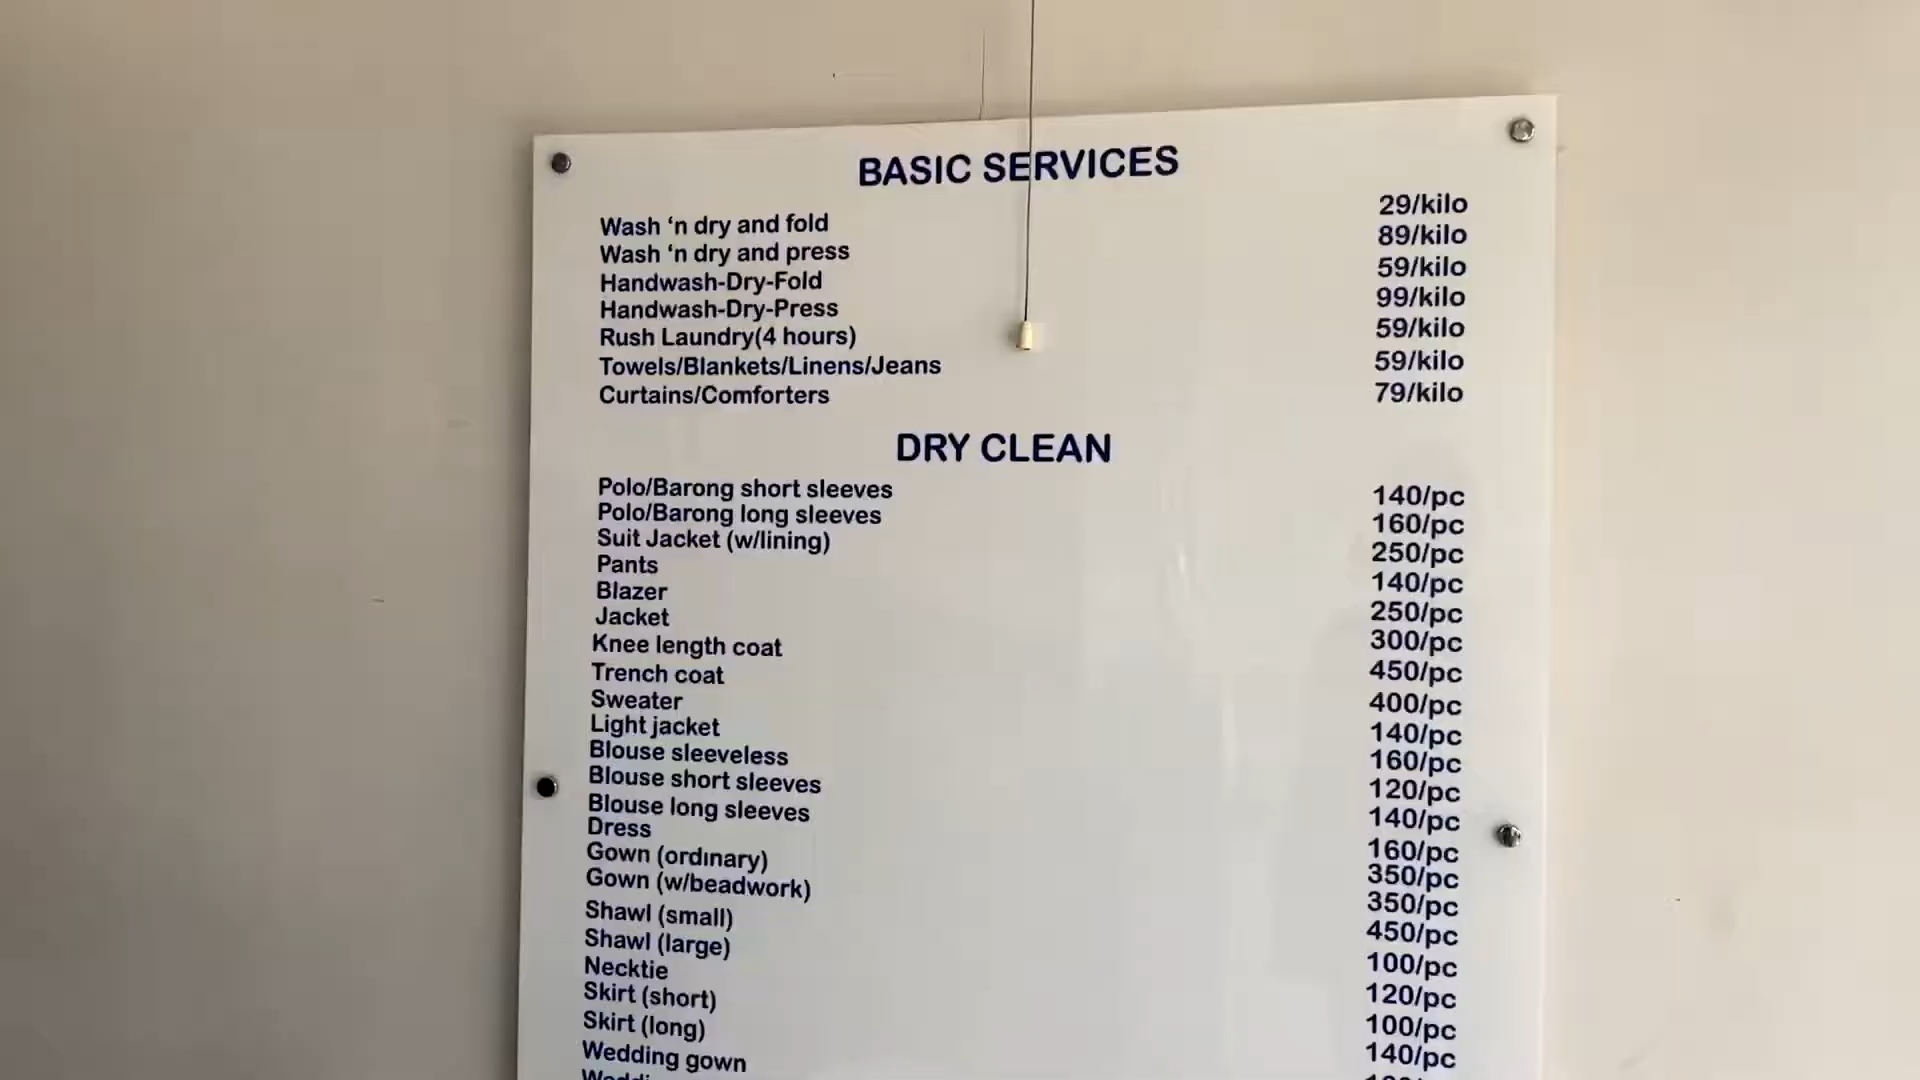 BASIC SERVICES
Wash ‘n dry and fold 29/kilo
Wash ‘n dry and press 89/kilo
Handwash-Dry-Fold 59/kilo
Handwash-Dry-Press 99/kilo
Rush Laundry(4 hours) 59/kilo
Towels/Blankets/Linens/Jeans 59/kilo
Curtains/Comforters 79/kilo
DRY CLEAN
Polo/Barong short sleeves 140/pc
Polo/Barong long sleeves 160/pc
Suit Jacket (w/lining) 250/pc
Pants 140/pc
Blazer 250/pc
Jacket 300/pc
Knee length coat 450/pc
Trench coat 400/pc
Sweater 140/pc
Light jacket 160/pc
Blouse sleeveless 120/pc
Blouse short sleeves 140/pc
Blouse long sleeves 160/pc
Dress 350/pc
Gown (ordinary) 350/pc
Gown (w/beadwork) 450/pc
Shawl (small) 100/pc
Shawl (large) 120/pc
Necktie 100/pc
Skirt (short) 140/pc
Skirt (long)
Wedding gown